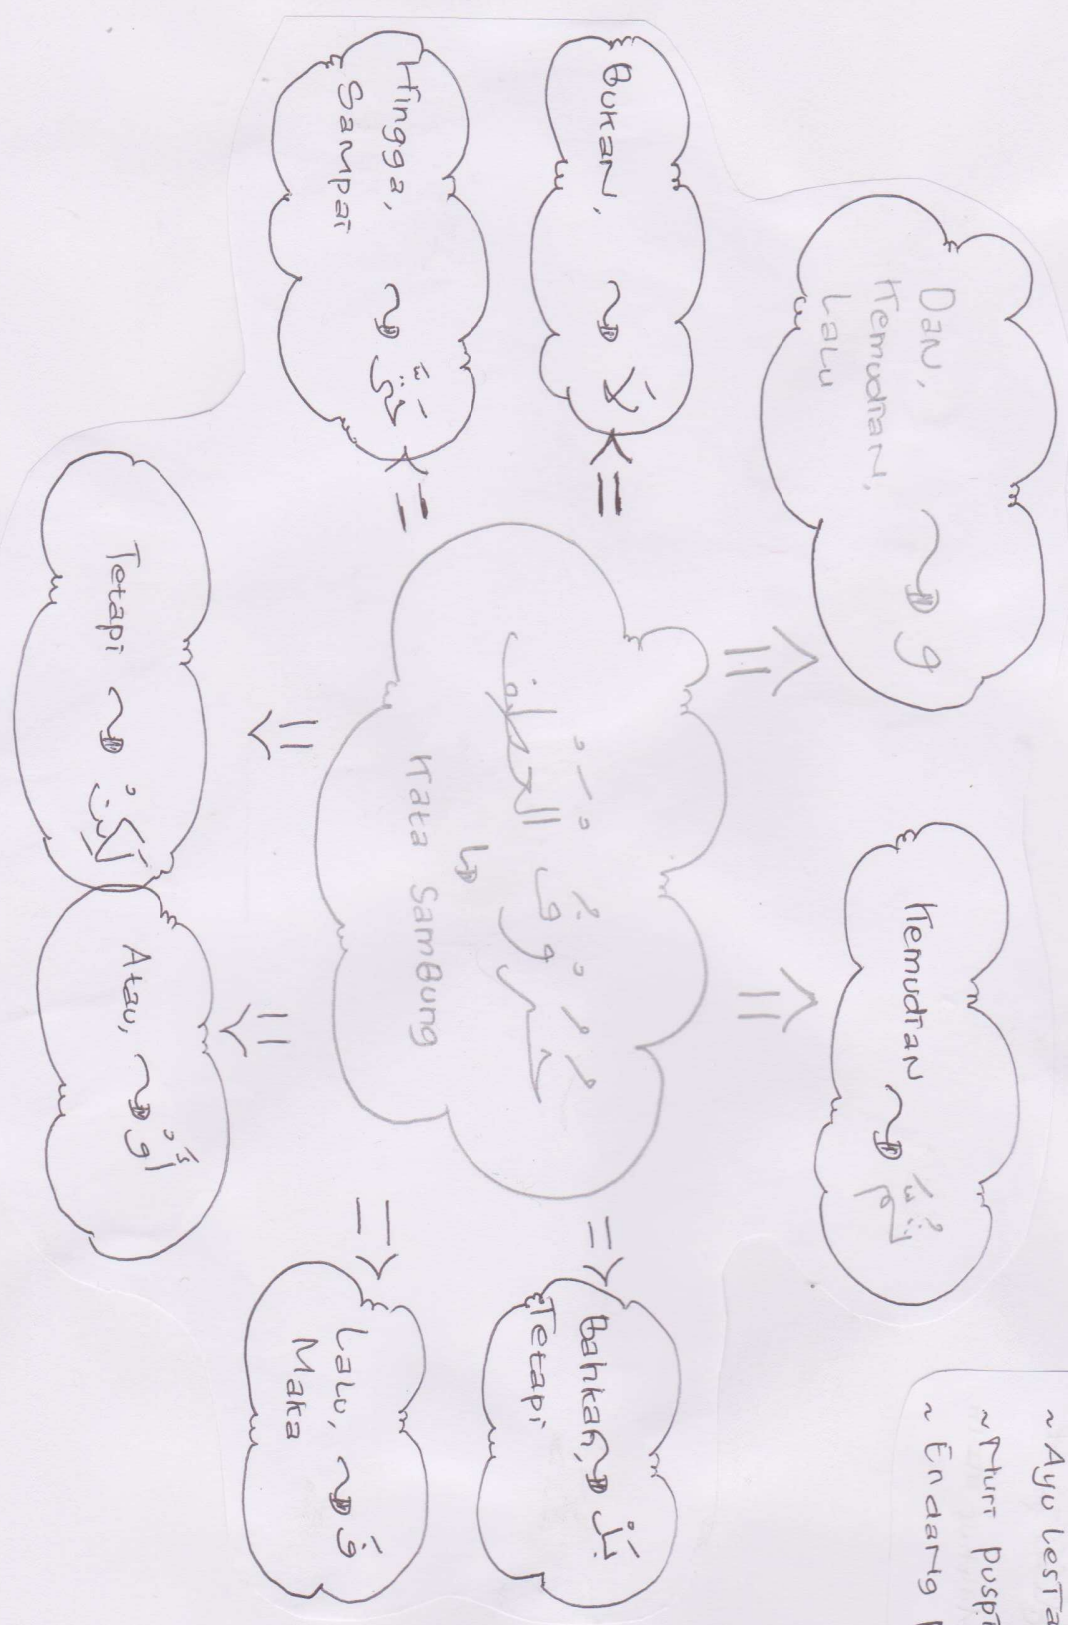 ~ Ayu Lesta
~ Nuri puspi
~ Endang
Dan, و
Kemudian,
Lalu
Kemudian ثُمَّ
Bukan, لَا
Bahkan, بَلْ
Tetapi
حُرُوْفُ الْعَطْفِ
Kata Sambung
Hingga, حَتَّى
Sampai
Lalu, فَ
Maka
Tetapi لَكِنْ
Atau, أَوْ